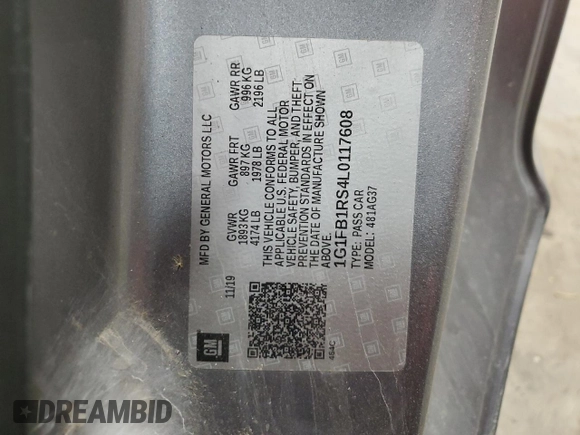 MFD BY GENERAL MOTORS LLC
11/19
GVWR GAWR FRT GAWR RR
1893 KG 897 KG 996 KG
4174 LB 1978 LB 2196 LB
THIS VEHICLE CONFORMS TO ALL
APPLICABLE U.S. FEDERAL MOTOR
VEHICLE SAFETY, BUMPER, AND THEFT
PREVENTION STANDARDS IN EFFECT ON
THE DATE OF MANUFACTURE SHOWN
ABOVE.
1G1FB1RS4L0117608
TYPE: PASS CAR
MODEL: 481AG37
GM
48AC
DREAMBID